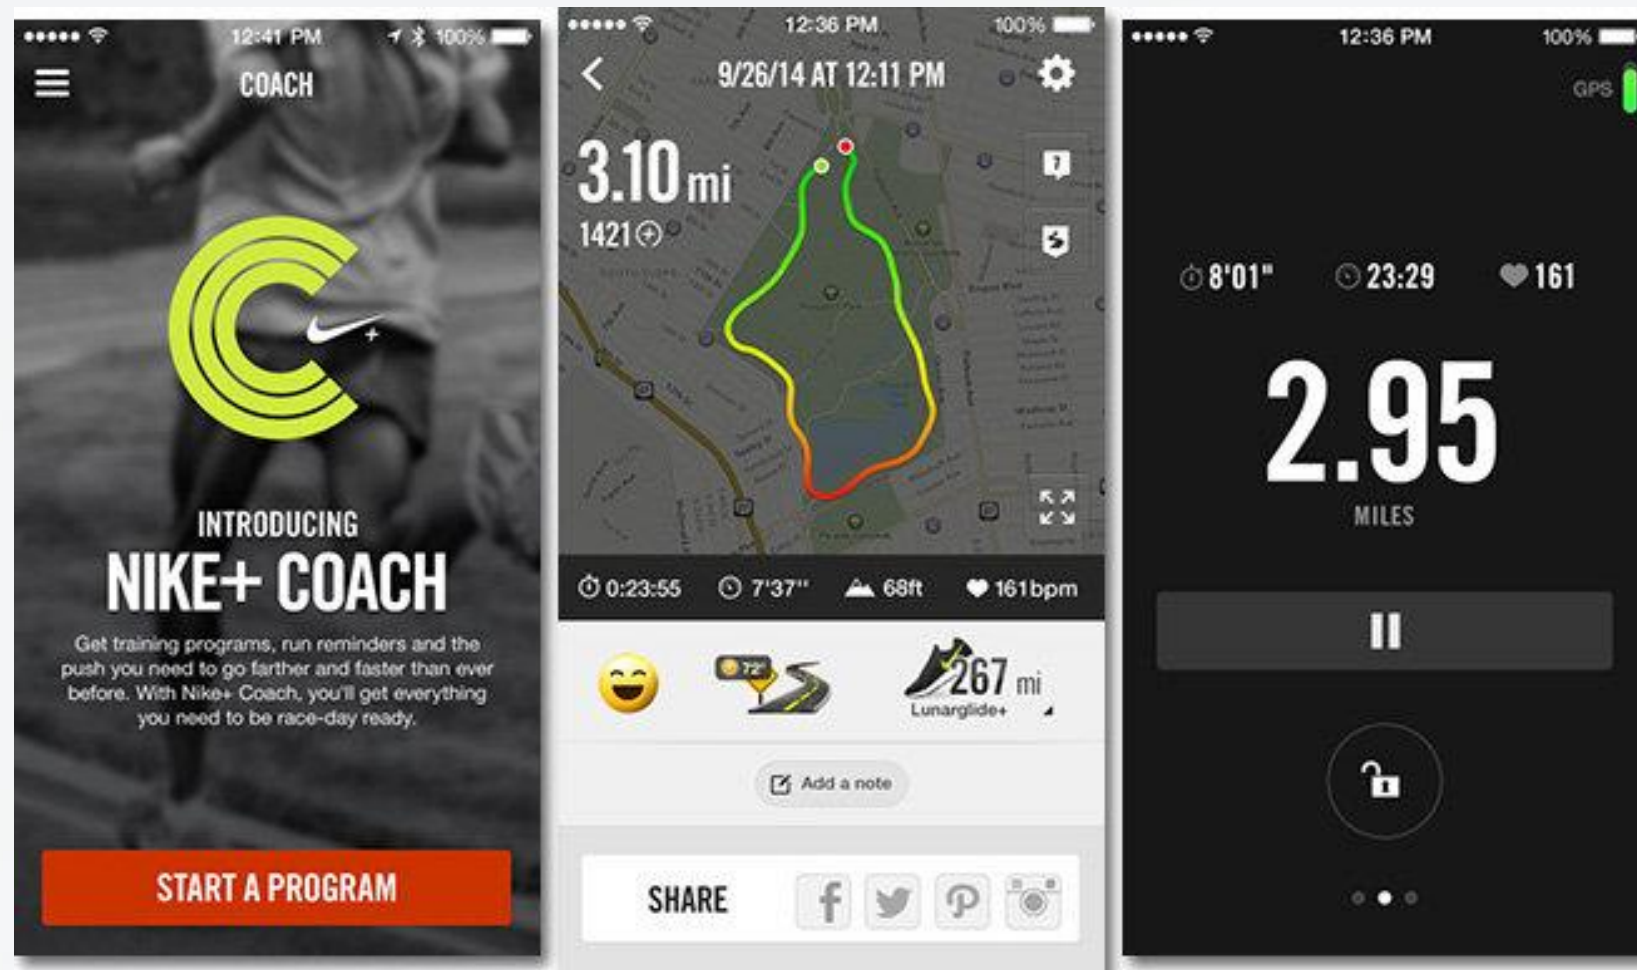 12:41 PM
100%
COACH
INTRODUCING
NIKE+ COACH
Get training programs, run reminders and the
push you need to go farther and faster than ever
before. With Nike+ Coach, you'll get everything
you need to be race-day ready.
START A PROGRAM
12:36 PM
100%
9/26/14 AT 12:11 PM
3.10 mi
1421
0:23:55
7'37"
68ft
161bpm
72°
267 mi
Lunarglide+
Add a note
SHARE
12:36 PM
100%
GPS
8'01"
23:29
161
2.95
MILES